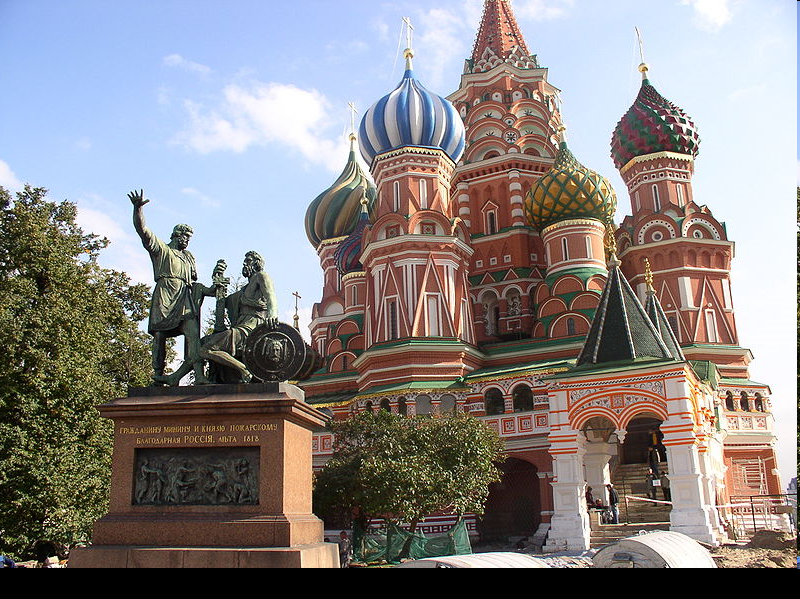 ГРАЖДАНИНУ МИНИНУ И КНЯЗЮ ПОЖАРСКОМУ
БЛАГОДАРНАЯ РОССІЯ. ЛѢТА 1818